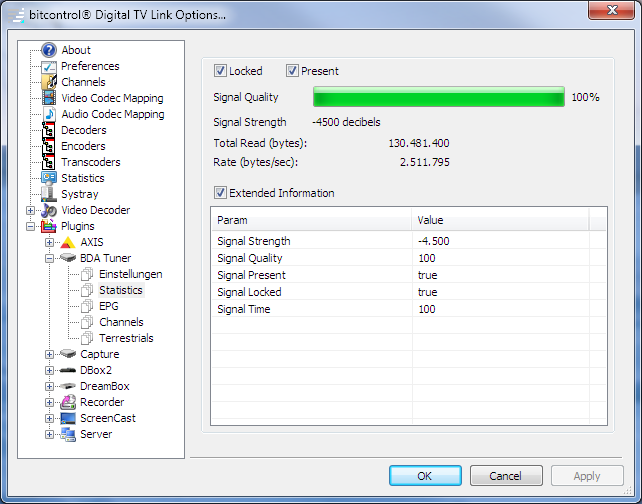 bitcontrol® Digital TV Link Options...
About
Preferences
Channels
Video Codec Mapping
Audio Codec Mapping
Decoders
Encoders
Transcoders
Statistics
Systray
Video Decoder
Plugins
AXIS
BDA Tuner
Einstellungen
Statistics
EPG
Channels
Terrestrials
Capture
DBox2
DreamBox
Recorder
ScreenCast
Server
Locked Present
Signal Quality 100%
Signal Strength -4500 decibels
Total Read (bytes): 130.481.400
Rate (bytes/sec): 2.511.795
Extended Information
Param Value
Signal Strength -4.500
Signal Quality 100
Signal Present true
Signal Locked true
Signal Time 100
OK Cancel Apply